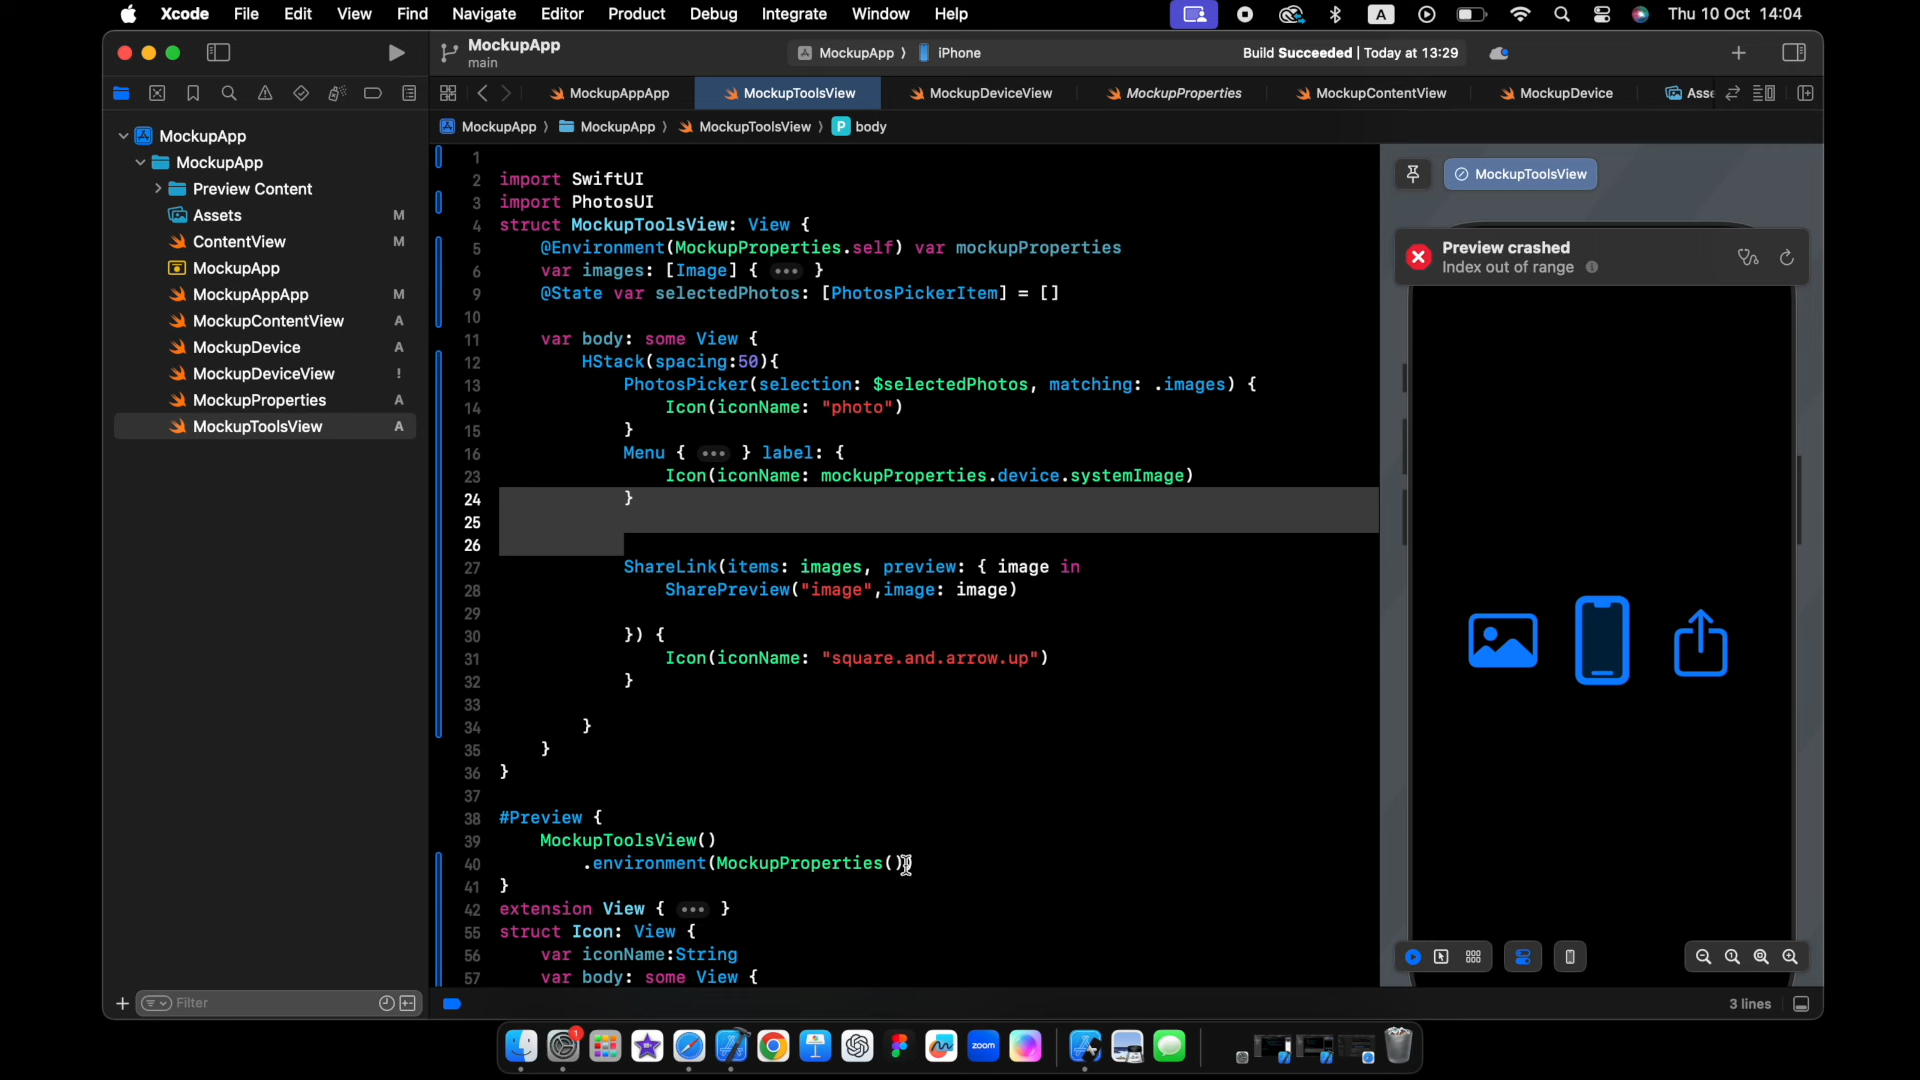 Xcode File Edit View Find Navigate Editor Product Debug Integrate Window Help A Thu 10 Oct 14:04
MockupApp
main
MockupApp ⟩ iPhone
Build Succeeded | Today at 13:29
MockupAppApp MockupToolsView MockupDeviceView MockupProperties MockupContentView MockupDevice Asse
MockupApp ⟩ MockupApp ⟩ MockupToolsView ⟩ P body
MockupApp
MockupApp
Preview Content
Assets M
ContentView M
MockupApp
MockupAppApp M
MockupContentView A
MockupDevice A
MockupDeviceView !
MockupProperties A
MockupToolsView A
Filter
1
2 import SwiftUI
3 import PhotosUI
4 struct MockupToolsView: View {
5 @Environment(MockupProperties.self) var mockupProperties
6 var images: [Image] { ••• }
9 @State var selectedPhotos: [PhotosPickerItem] = []
10
11 var body: some View {
12 HStack(spacing:50){
13 PhotosPicker(selection: $selectedPhotos, matching: .images) {
14 Icon(iconName: "photo")
15 }
16 Menu { ••• } label: {
23 Icon(iconName: mockupProperties.device.systemImage)
24 }
25
26
27 ShareLink(items: images, preview: { image in
28 SharePreview("image",image: image)
29
30 }) {
31 Icon(iconName: "square.and.arrow.up")
32 }
33
34 }
35 }
36 }
37
38 #Preview {
39 MockupToolsView()
40 .environment(MockupProperties())
41 }
42 extension View { ••• }
55 struct Icon: View {
56 var iconName:String
57 var body: some View {
MockupToolsView
Preview crashed
Index out of range
3 lines
1
zoom